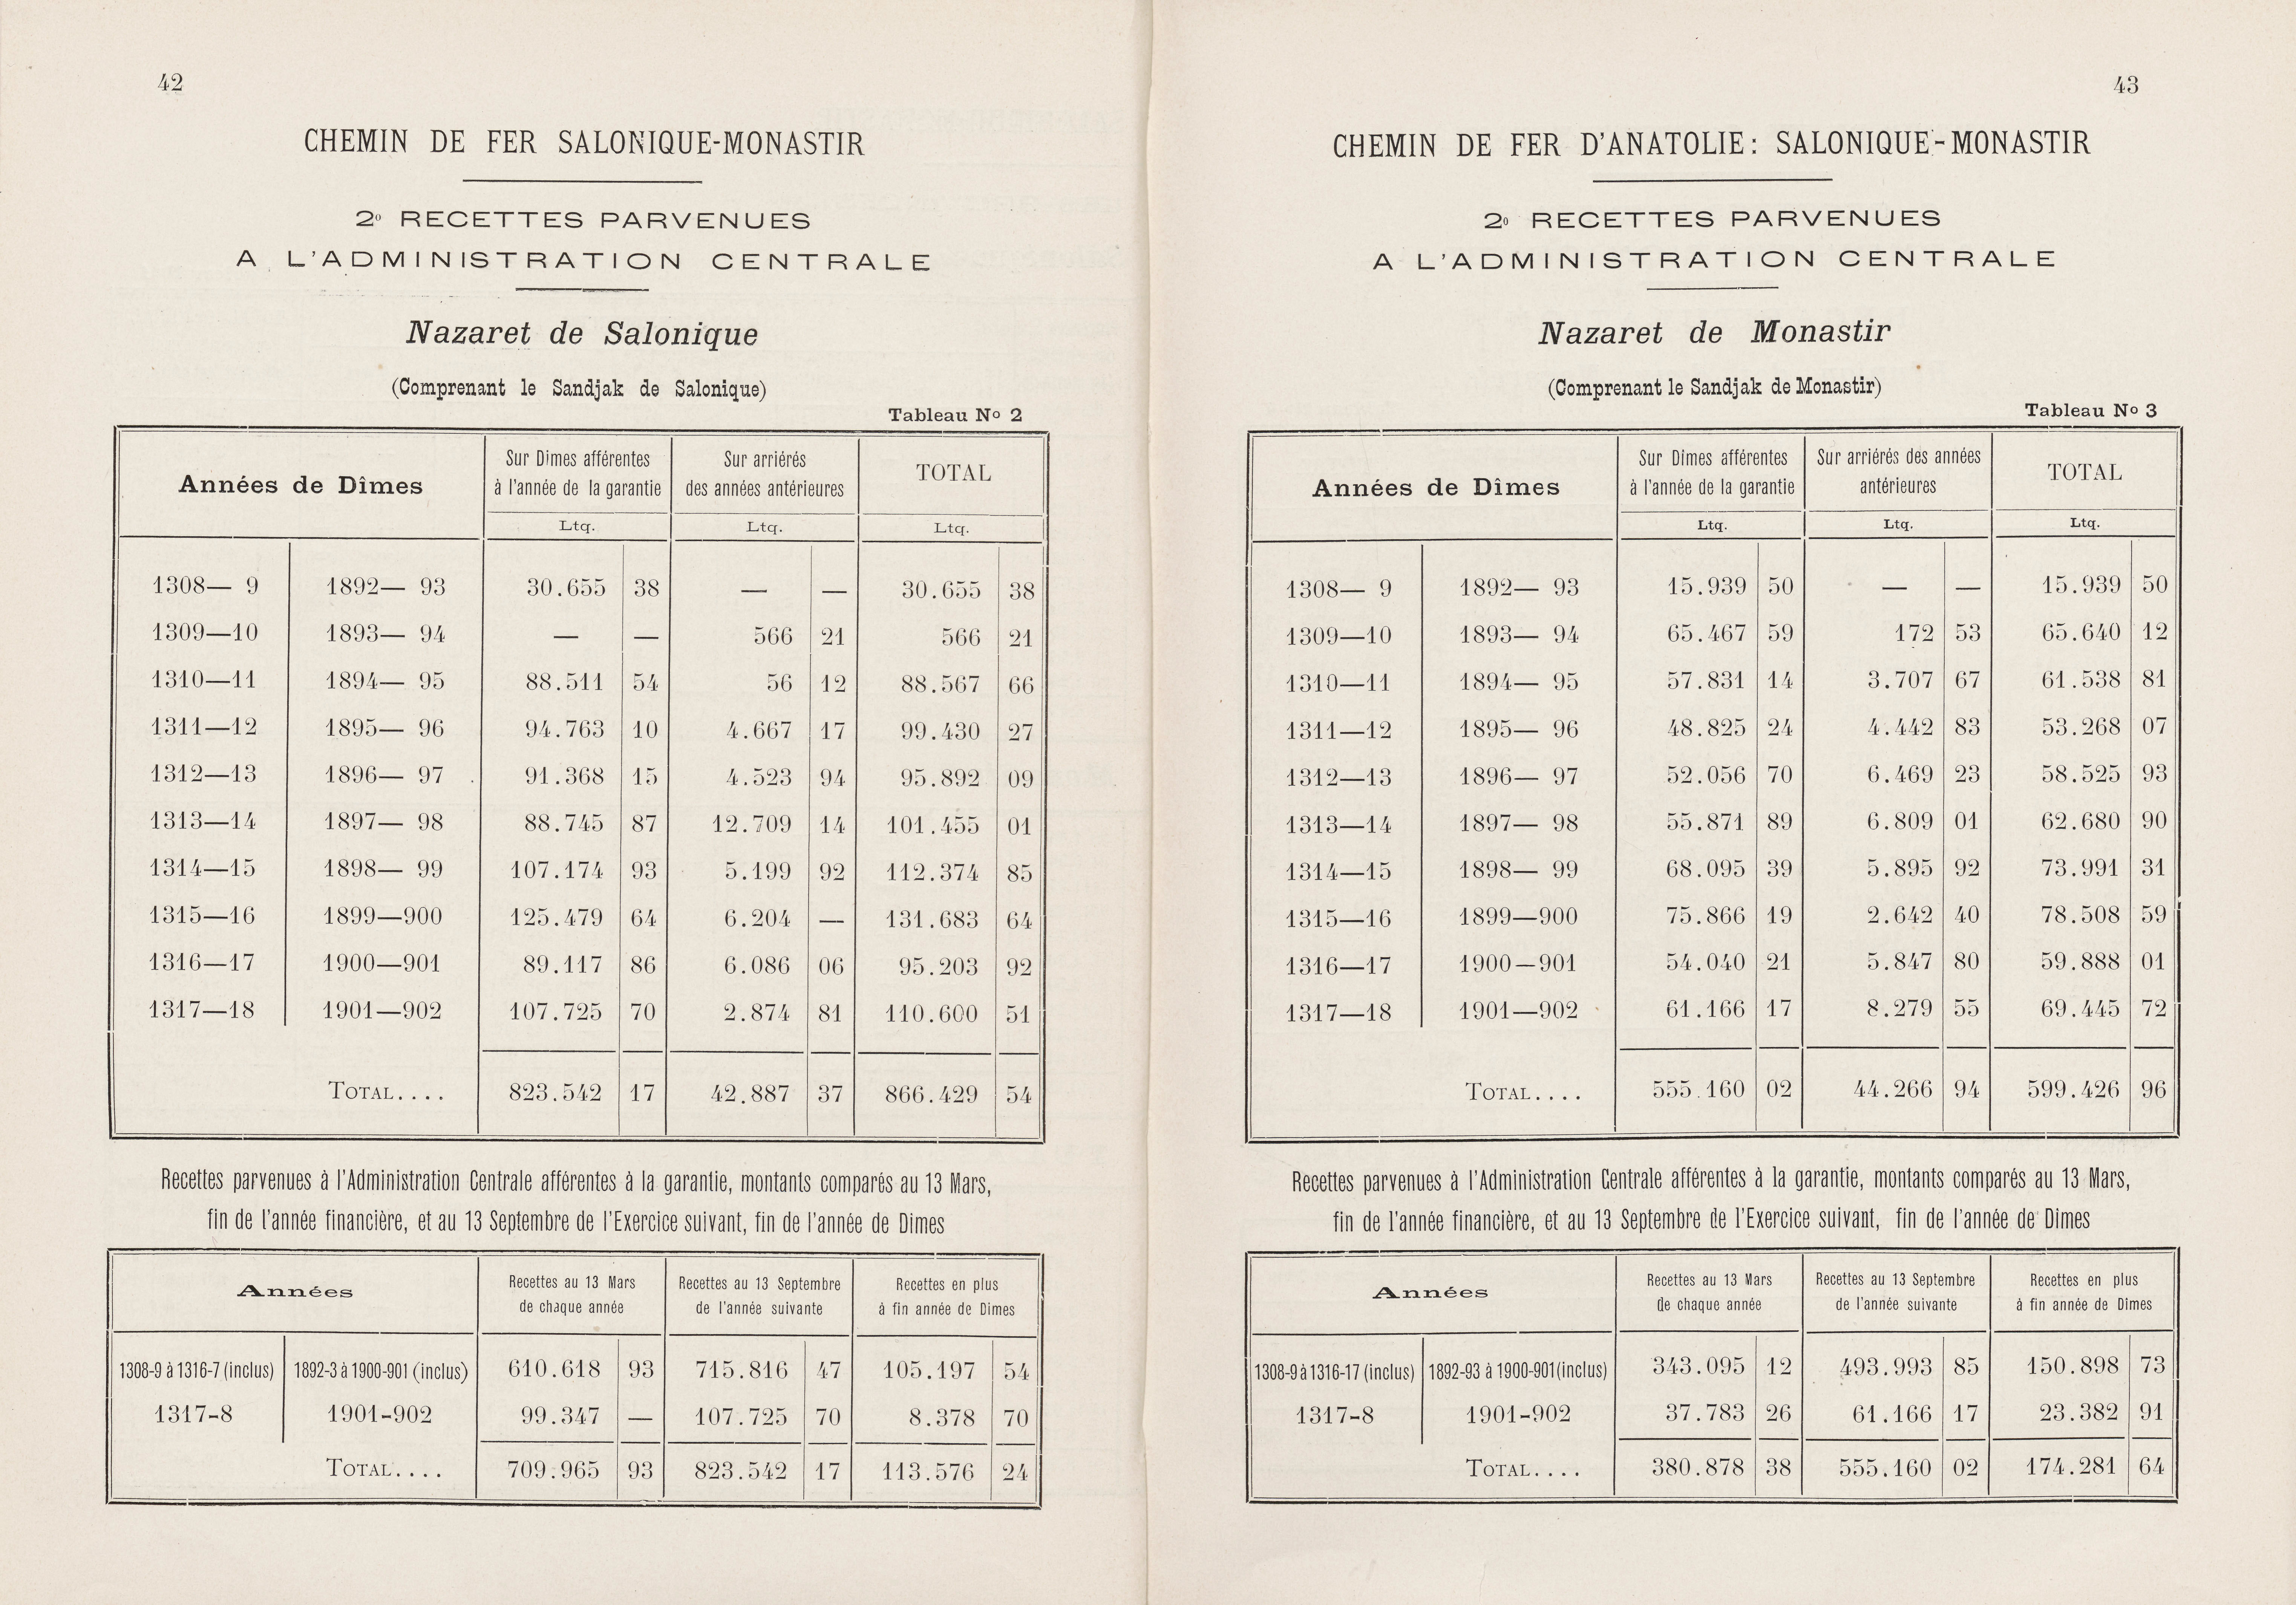 42
CHEMIN DE FER SALONIQUE-MONASTIR
2º RECETTES PARVENUES
A L'ADMINISTRATION CENTRALE
Nazaret de Salonique
(Comprenant le Sandjak de Salonique)
Tableau Nº 2
Années de Dîmes | Sur Dimes afférentes à l'année de la garantie | Sur arriérés des années antérieures | TOTAL
Ltq. | Ltq. | Ltq.
1308— 9 | 1892— 93 | 30.655 | 38 | — | — | 30.655 | 38
1309—10 | 1893— 94 | — | — | 566 | 21 | 566 | 21
1310—11 | 1894— 95 | 88.511 | 54 | 56 | 12 | 88.567 | 66
1311—12 | 1895— 96 | 94.763 | 10 | 4.667 | 17 | 99.430 | 27
1312—13 | 1896— 97 | 91.368 | 15 | 4.523 | 94 | 95.892 | 09
1313—14 | 1897— 98 | 88.745 | 87 | 12.709 | 14 | 101.455 | 01
1314—15 | 1898— 99 | 107.174 | 93 | 5.199 | 92 | 112.374 | 85
1315—16 | 1899—900 | 125.479 | 64 | 6.204 | — | 131.683 | 64
1316—17 | 1900—901 | 89.117 | 86 | 6.086 | 06 | 95.203 | 92
1317—18 | 1901—902 | 107.725 | 70 | 2.874 | 81 | 110.600 | 51
TOTAL.... | 823.542 | 17 | 42.887 | 37 | 866.429 | 54
Recettes parvenues à l'Administration Centrale afférentes à la garantie, montants comparés au 13 Mars,
fin de l'année financière, et au 13 Septembre de l'Exercice suivant, fin de l'année de Dimes
Années | Recettes au 13 Mars de chaque année | Recettes au 13 Septembre de l'année suivante | Recettes en plus à fin année de Dimes
1308-9 à 1316-7 (inclus) | 1892-3 à 1900-901 (inclus) | 610.618 | 93 | 715.816 | 47 | 105.197 | 54
1317-8 | 1901-902 | 99.347 | — | 107.725 | 70 | 8.378 | 70
TOTAL.... | 709.965 | 93 | 823.542 | 17 | 113.576 | 24
43
CHEMIN DE FER D'ANATOLIE: SALONIQUE-MONASTIR
2º RECETTES PARVENUES
A L'ADMINISTRATION CENTRALE
Nazaret de Monastir
(Comprenant le Sandjak de Monastir)
Tableau Nº 3
Années de Dîmes | Sur Dimes afférentes à l'année de la garantie | Sur arriérés des années antérieures | TOTAL
Ltq. | Ltq. | Ltq.
1308— 9 | 1892— 93 | 15.939 | 50 | — | — | 15.939 | 50
1309—10 | 1893— 94 | 65.467 | 59 | 172 | 53 | 65.640 | 12
1310—11 | 1894— 95 | 57.831 | 14 | 3.707 | 67 | 61.538 | 81
1311—12 | 1895— 96 | 48.825 | 24 | 4.442 | 83 | 53.268 | 07
1312—13 | 1896— 97 | 52.056 | 70 | 6.469 | 23 | 58.525 | 93
1313—14 | 1897— 98 | 55.871 | 89 | 6.809 | 01 | 62.680 | 90
1314—15 | 1898— 99 | 68.095 | 39 | 5.895 | 92 | 73.991 | 31
1315—16 | 1899—900 | 75.866 | 19 | 2.642 | 40 | 78.508 | 59
1316—17 | 1900—901 | 54.040 | 21 | 5.847 | 80 | 59.888 | 01
1317—18 | 1901—902 | 61.166 | 17 | 8.279 | 55 | 69.445 | 72
TOTAL.... | 555.160 | 02 | 44.266 | 94 | 599.426 | 96
Recettes parvenues à l'Administration Centrale afférentes à la garantie, montants comparés au 13 Mars,
fin de l'année financière, et au 13 Septembre de l'Exercice suivant, fin de l'année de Dimes
Années | Recettes au 13 Mars de chaque année | Recettes au 13 Septembre de l'année suivante | Recettes en plus à fin année de Dimes
1308-9 à 1316-17 (inclus) | 1892-93 à 1900-901 (inclus) | 343.095 | 12 | 493.993 | 85 | 150.898 | 73
1317-8 | 1901-902 | 37.783 | 26 | 61.166 | 17 | 23.382 | 91
TOTAL.... | 380.878 | 38 | 555.160 | 02 | 174.281 | 64